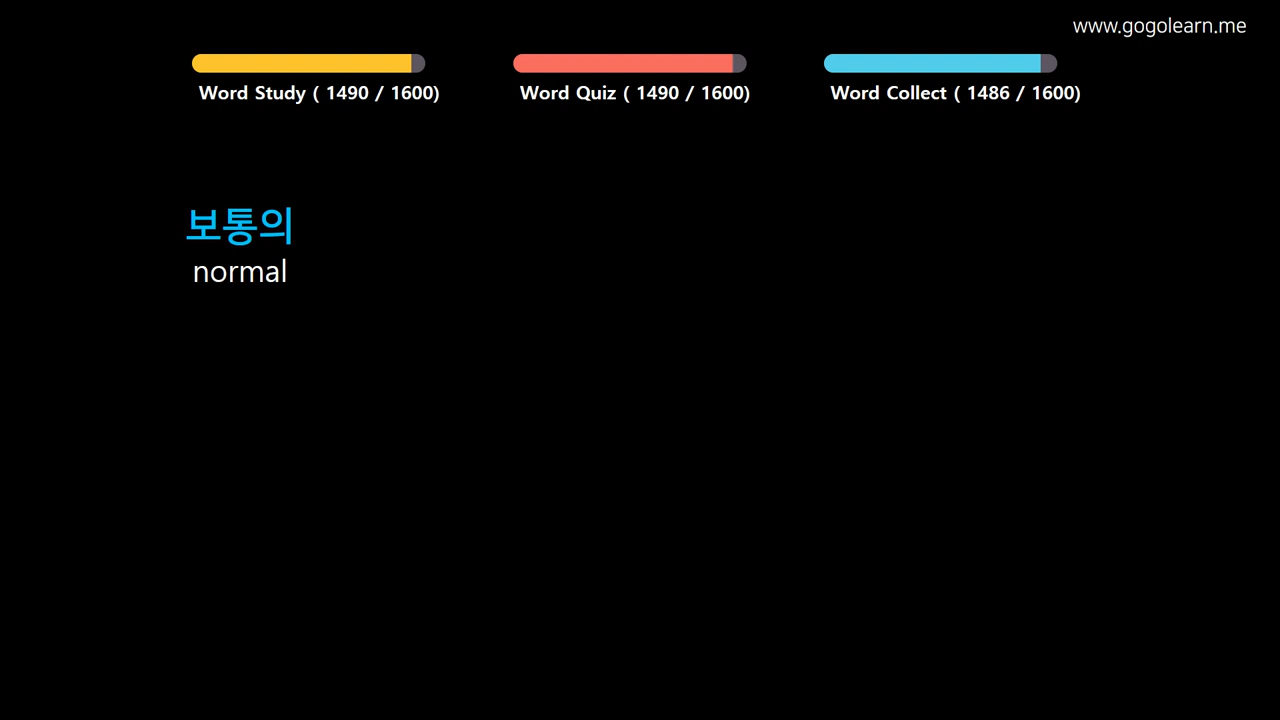 www.gogolearn.me
Word Study ( 1490 / 1600)
Word Quiz ( 1490 / 1600)
Word Collect ( 1486 / 1600)
보통의
normal